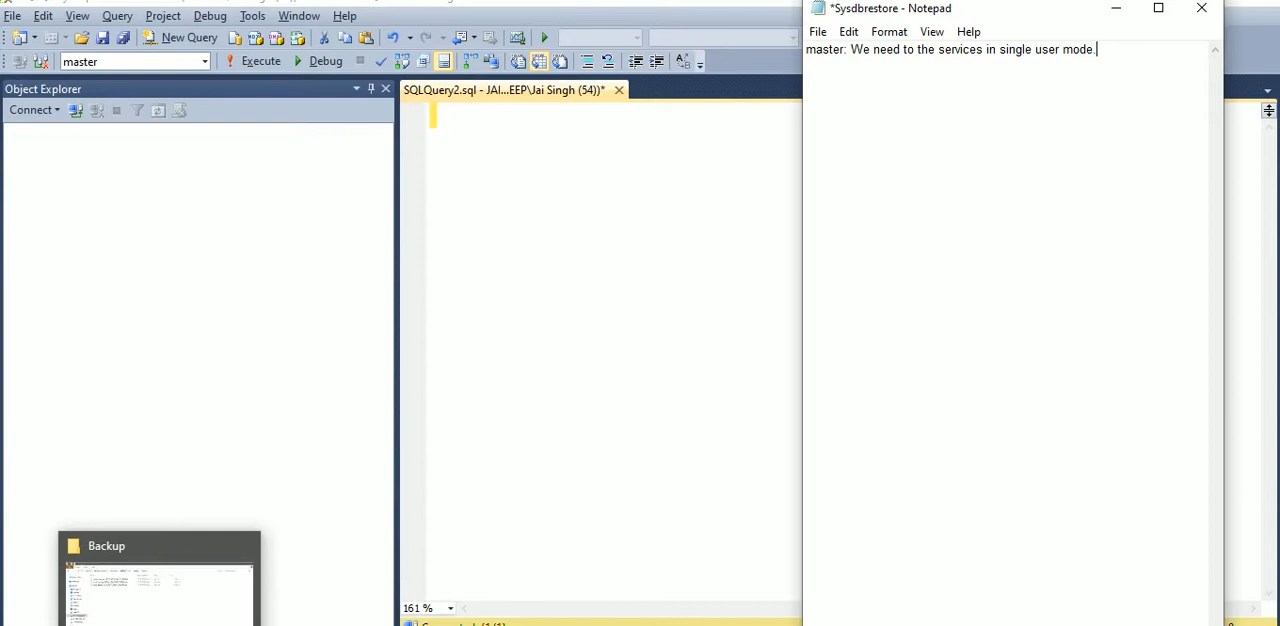 File Edit View Query Project Debug Tools Window Help
New Query
master Execute Debug
Object Explorer
Connect
SQLQuery2.sql - JAI...EEP\Jai Singh (54))*
161 %
*Sysdbrestore - Notepad
File Edit Format View Help
master: We need to the services in single user mode.
Backup